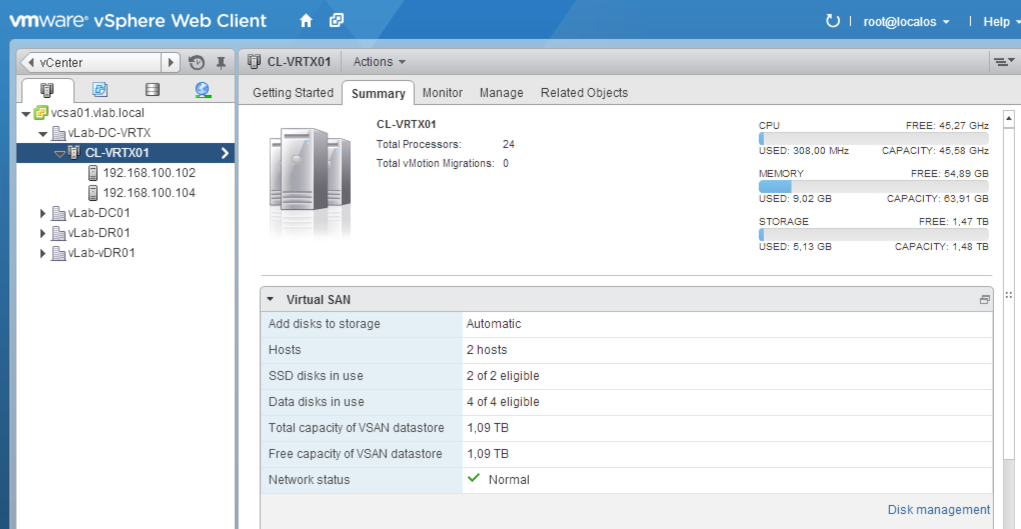 vmware® vSphere Web Client
root@localos
Help
vCenter
vcsa01.vlab.local
vLab-DC-VRTX
CL-VRTX01
192.168.100.102
192.168.100.104
vLab-DC01
vLab-DR01
vLab-vDR01
CL-VRTX01
Actions
Getting Started
Summary
Monitor
Manage
Related Objects
CL-VRTX01
Total Processors: 24
Total vMotion Migrations: 0
CPU FREE: 45,27 GHz
USED: 308,00 MHz CAPACITY: 45,58 GHz
MEMORY FREE: 54,89 GB
USED: 9,02 GB CAPACITY: 63,91 GB
STORAGE FREE: 1,47 TB
USED: 5,13 GB CAPACITY: 1,48 TB
Virtual SAN
Add disks to storage Automatic
Hosts 2 hosts
SSD disks in use 2 of 2 eligible
Data disks in use 4 of 4 eligible
Total capacity of VSAN datastore 1,09 TB
Free capacity of VSAN datastore 1,09 TB
Network status Normal
Disk management